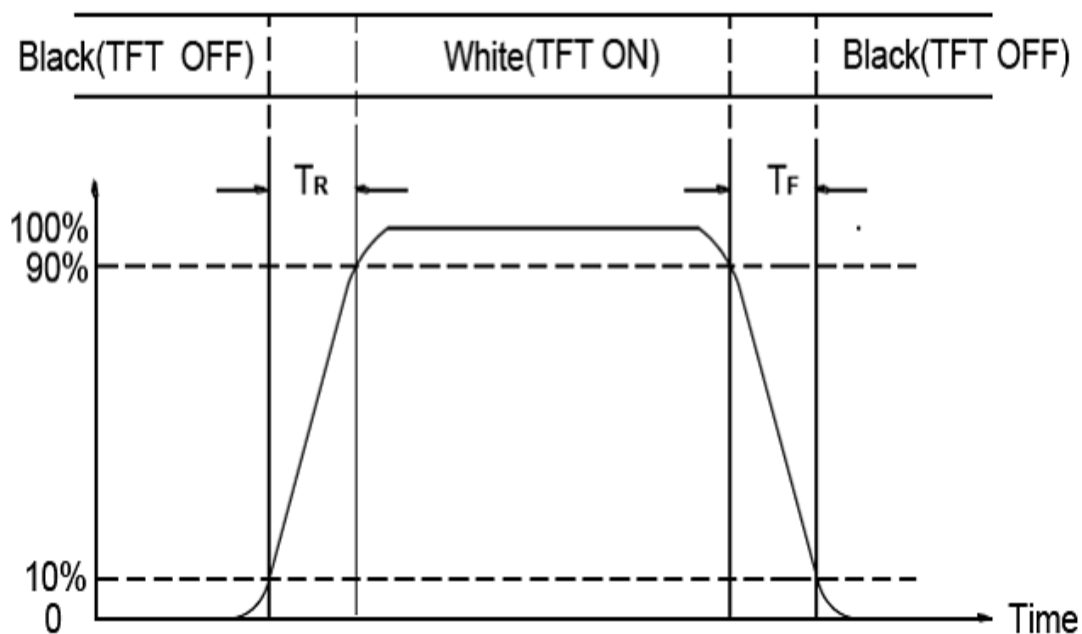 Black(TFT OFF) White(TFT ON) Black(TFT OFF)
TR TF
100%
90%
10%
0
Time